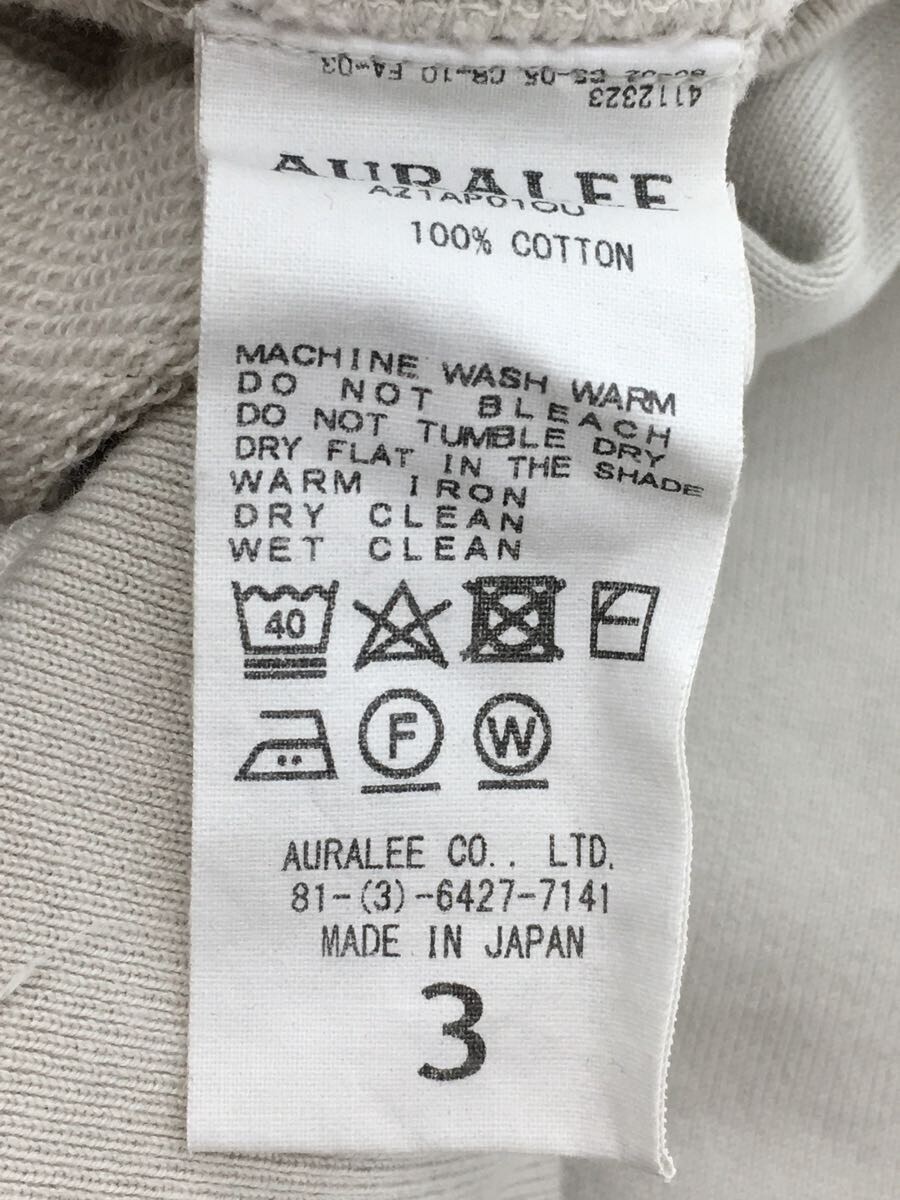 4112323
AURALEE
AZ1AP01OU
100% COTTON
MACHINE WASH WARM
DO NOT BLEACH
DO NOT TUMBLE DRY
DRY FLAT IN THE SHADE
WARM IRON
DRY CLEAN
WET CLEAN
40
F W
AURALEE CO., LTD.
81-(3)-6427-7141
MADE IN JAPAN
3